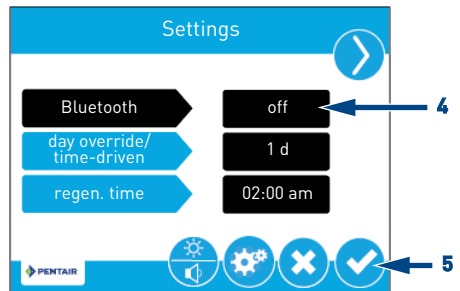 Settings
Bluetooth
off
4
day override/
time-driven
1 d
regen. time
02:00 am
PENTAIR
5